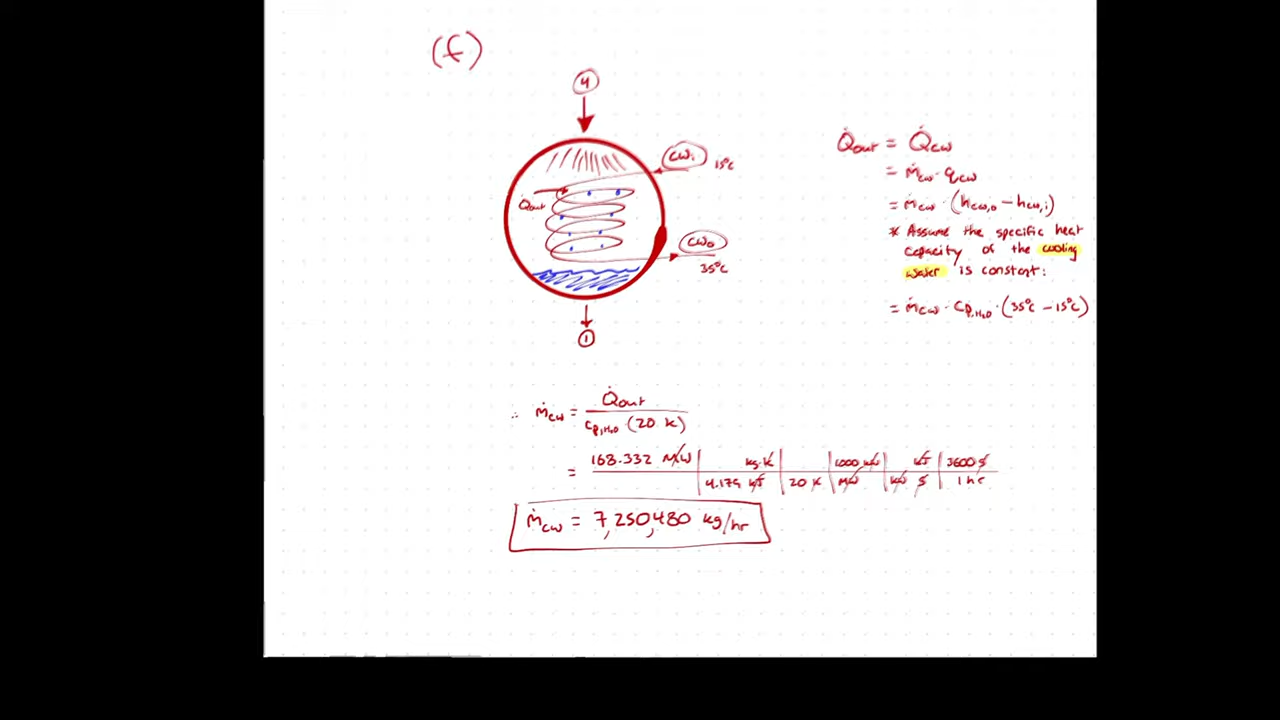 (f)
4
CWi
15°C
Q̇out
CWo
35°C
1
Q̇out = Q̇cw
= ṁcw · qcw
= ṁcw · (hcw,o − hcw,i)
* Assume the specific heat
capacity of the cooling
water is constant:
= ṁcw · Cp,H₂O · (35°C − 15°C)
∴ ṁcw = Q̇out / Cp,H₂O (20 K)
= 168.332 MW | kg·K | | 1000 kW | kJ | 3600 s
4.179 kJ | 20 K | MW | kW s | 1 hr
ṁcw = 7,250,480 kg/hr